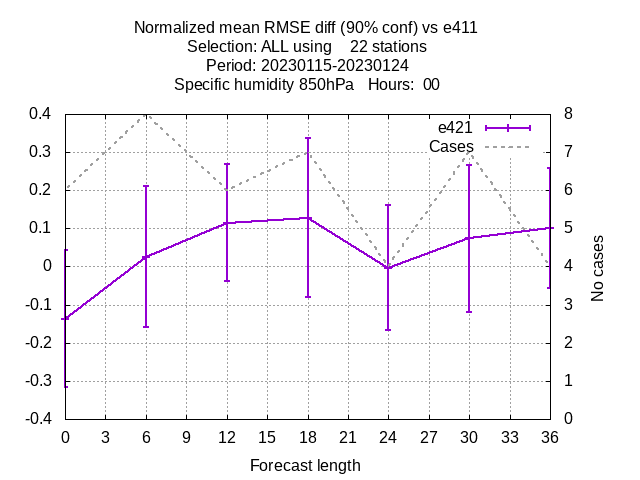 Normalized mean RMSE diff (90% conf) vs e411
Selection: ALL using    22 stations
Period: 20230115-20230124
Specific humidity 850hPa   Hours:  00
0.4
0.3
0.2
0.1
0
-0.1
-0.2
-0.3
-0.4
8
7
6
5
4
3
2
1
0
e421
Cases
No cases
0 3 6 9 12 15 18 21 24 27 30 33 36
Forecast length